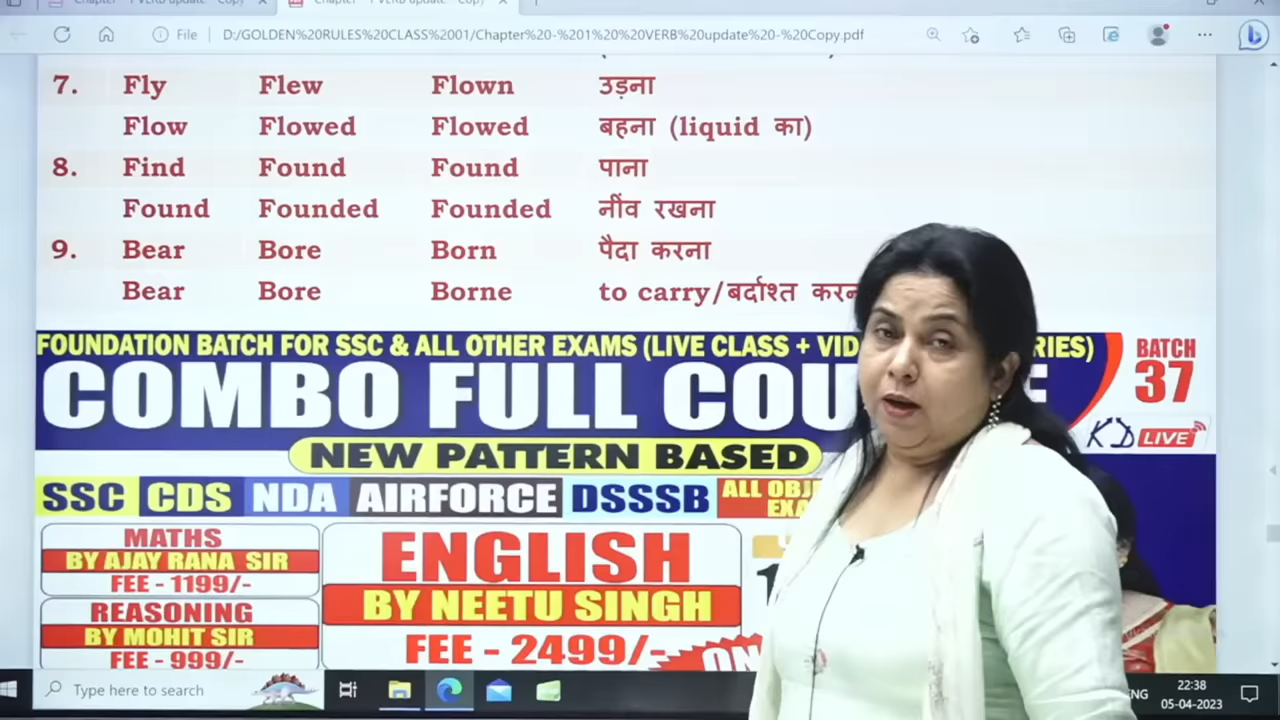 File D:/GOLDEN%20RULES%20CLASS%2001/Chapter%20-%201%20%20VERB%20update%20-%20Copy.pdf
7. Fly Flew Flown उड़ना
Flow Flowed Flowed बहना (liquid का)
8. Find Found Found पाना
Found Founded Founded नींव रखना
9. Bear Bore Born पैदा करना
Bear Bore Borne to carry/बर्दाश्त
FOUNDATION BATCH FOR SSC & ALL OTHER EXAMS (LIVE CLASS +
BATCH
37
COMBO FULL
KD LIVE
NEW PATTERN BASED
SSC CDS NDA AIRFORCE DSSSB ALL
MATHS
BY AJAY RANA SIR
FEE - 1199/-
REASONING
BY MOHIT SIR
FEE - 999/-
ENGLISH
BY NEETU SINGH
FEE - 2499/-
Type here to search
22:38
05-04-2023